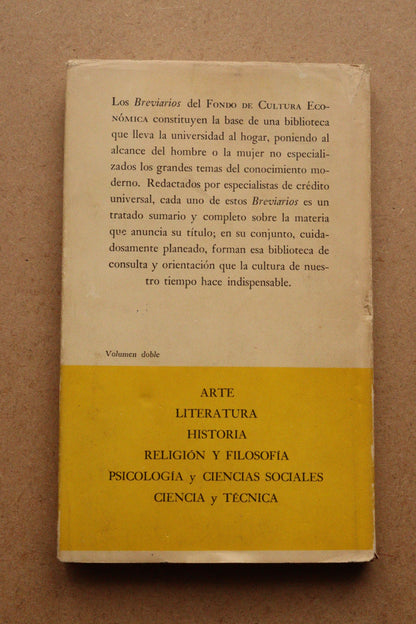 Los Breviarios del FONDO DE CULTURA ECO-
NÓMICA constituyen la base de una biblioteca
que lleva la universidad al hogar, poniendo al
alcance del hombre o la mujer no especiali-
zados los grandes temas del conocimiento mo-
derno. Redactados por especialistas de crédito
universal, cada uno de estos Breviarios es un
tratado sumario y completo sobre la materia
que anuncia su título; en su conjunto, cuida-
dosamente planeado, forman esa biblioteca de
consulta y orientación que la cultura de nues-
tro tiempo hace indispensable.
Volumen doble
ARTE
LITERATURA
HISTORIA
RELIGIÓN Y FILOSOFÍA
PSICOLOGÍA y CIENCIAS SOCIALES
CIENCIA y TÉCNICA